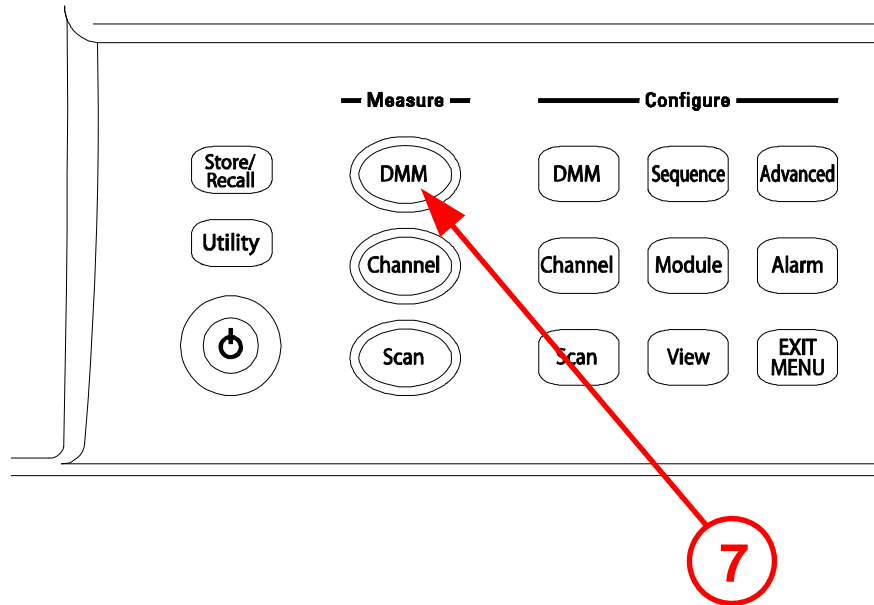 Measure
Configure
Store/
Recall
DMM
DMM
Sequence
Advanced
Utility
Channel
Channel
Module
Alarm
Scan
Scan
View
EXIT
MENU
7